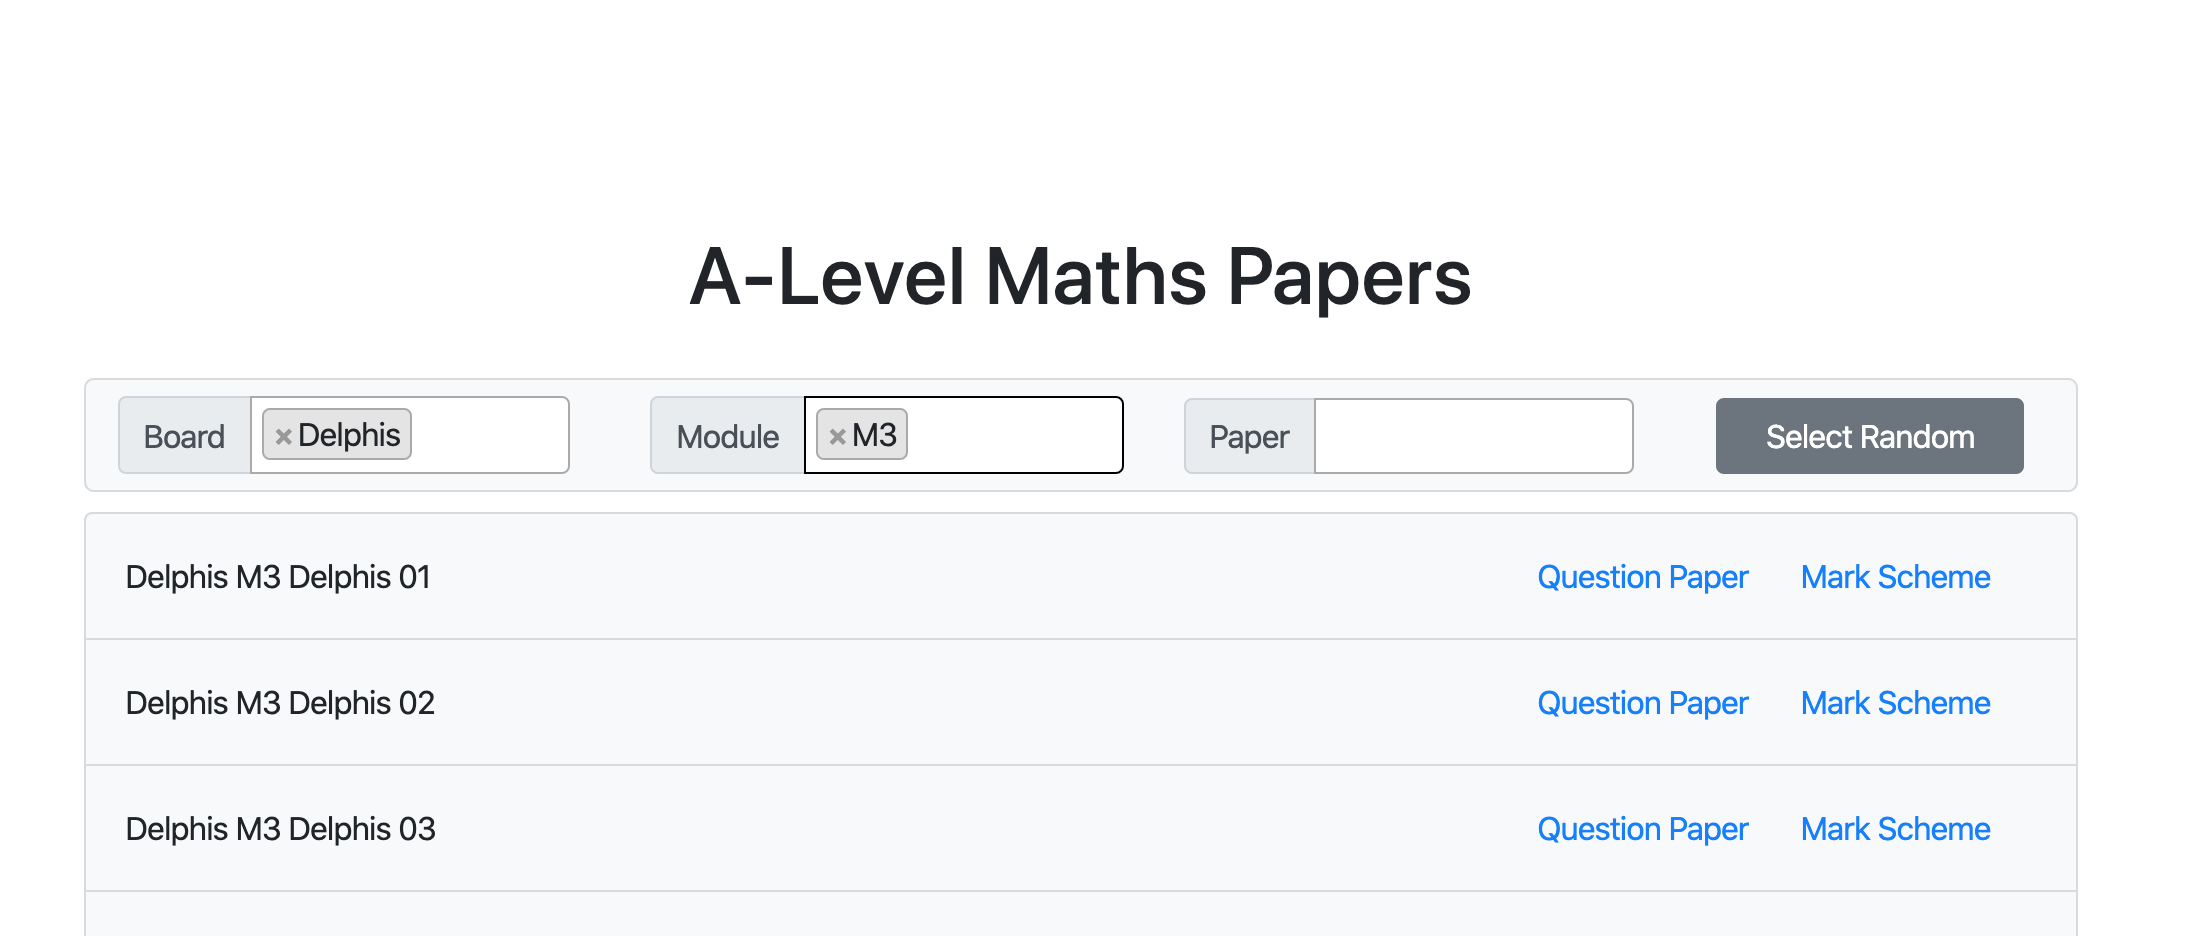 A-Level Maths Papers
Board ×Delphis Module ×M3 Paper Select Random
Delphis M3 Delphis 01 Question Paper Mark Scheme
Delphis M3 Delphis 02 Question Paper Mark Scheme
Delphis M3 Delphis 03 Question Paper Mark Scheme